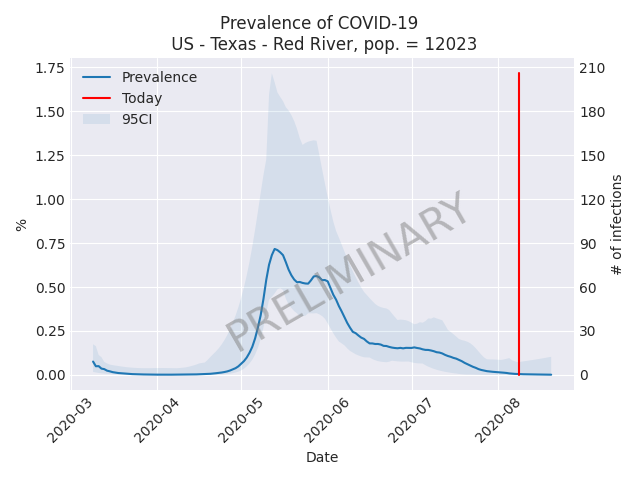 Prevalence of COVID-19
US - Texas - Red River, pop. = 12023
Prevalence
Today
95CI
1.75
1.50
1.25
1.00
0.75
0.50
0.25
0.00
%
210
180
150
120
90
60
30
0
# of infections
PRELIMINARY
2020-03
2020-04
2020-05
2020-06
2020-07
2020-08
Date